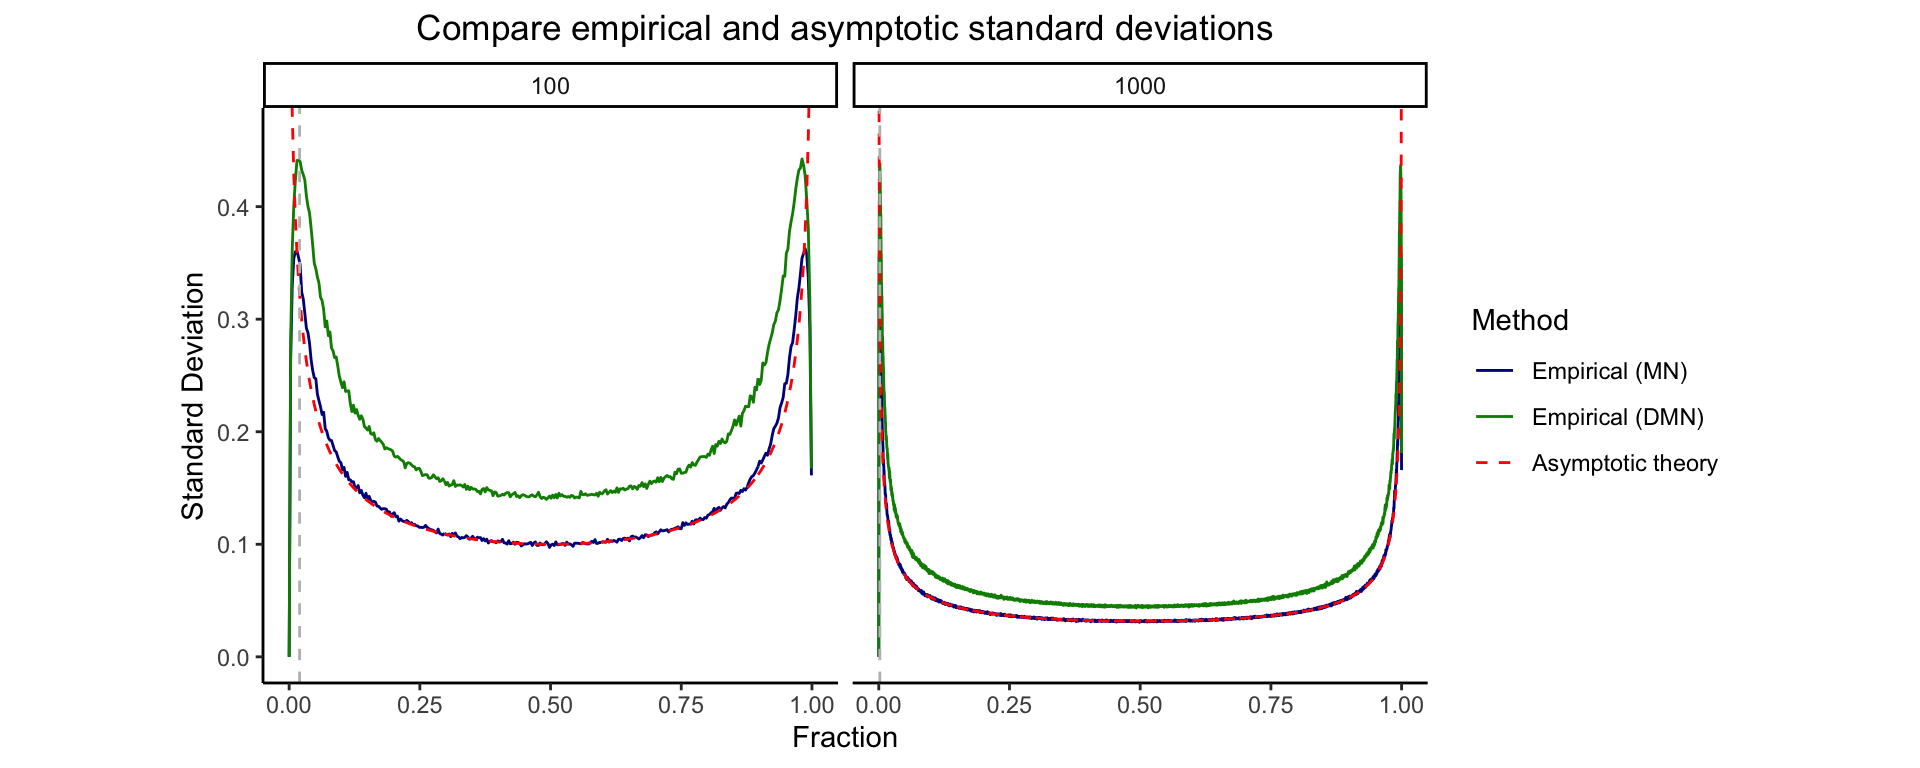 Compare empirical and asymptotic standard deviations
100
1000
Standard Deviation
0.4
0.3
0.2
0.1
0.0
0.00 0.25 0.50 0.75 1.00
0.00 0.25 0.50 0.75 1.00
Fraction
Method
Empirical (MN)
Empirical (DMN)
Asymptotic theory